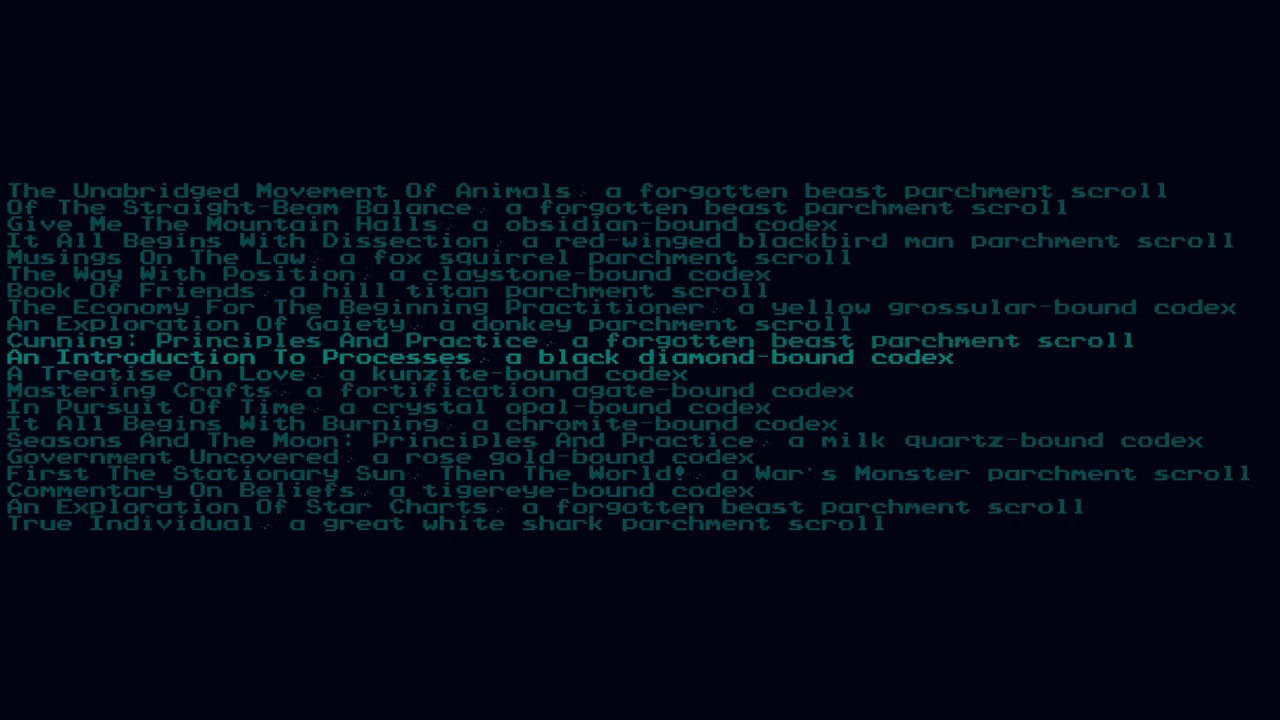 The Unabridged Movement Of Animals, a forgotten beast parchment scroll
Of The Straight-Beam Balance, a forgotten beast parchment scroll
Give Me The Mountain Halls, a obsidian-bound codex
It All Begins With Dissection, a red-winged blackbird man parchment scroll
Musings On The Law, a fox squirrel parchment scroll
The Way With Position, a claystone-bound codex
Book Of Friends, a hill titan parchment scroll
The Economy For The Beginning Practitioner, a yellow grossular-bound codex
An Exploration Of Gaiety, a donkey parchment scroll
Cunning: Principles And Practice, a forgotten beast parchment scroll
An Introduction To Processes, a black diamond-bound codex
A Treatise On Love, a kunzite-bound codex
Mastering Crafts, a fortification agate-bound codex
In Pursuit Of Time, a crystal opal-bound codex
It All Begins With Burning, a chromite-bound codex
Seasons And The Moon: Principles And Practice, a milk quartz-bound codex
Government Uncovered, a rose gold-bound codex
First The Stationary Sun, Then The World!, a War's Monster parchment scroll
Commentary On Beliefs, a tigereye-bound codex
An Exploration Of Star Charts, a forgotten beast parchment scroll
True Individual, a great white shark parchment scroll